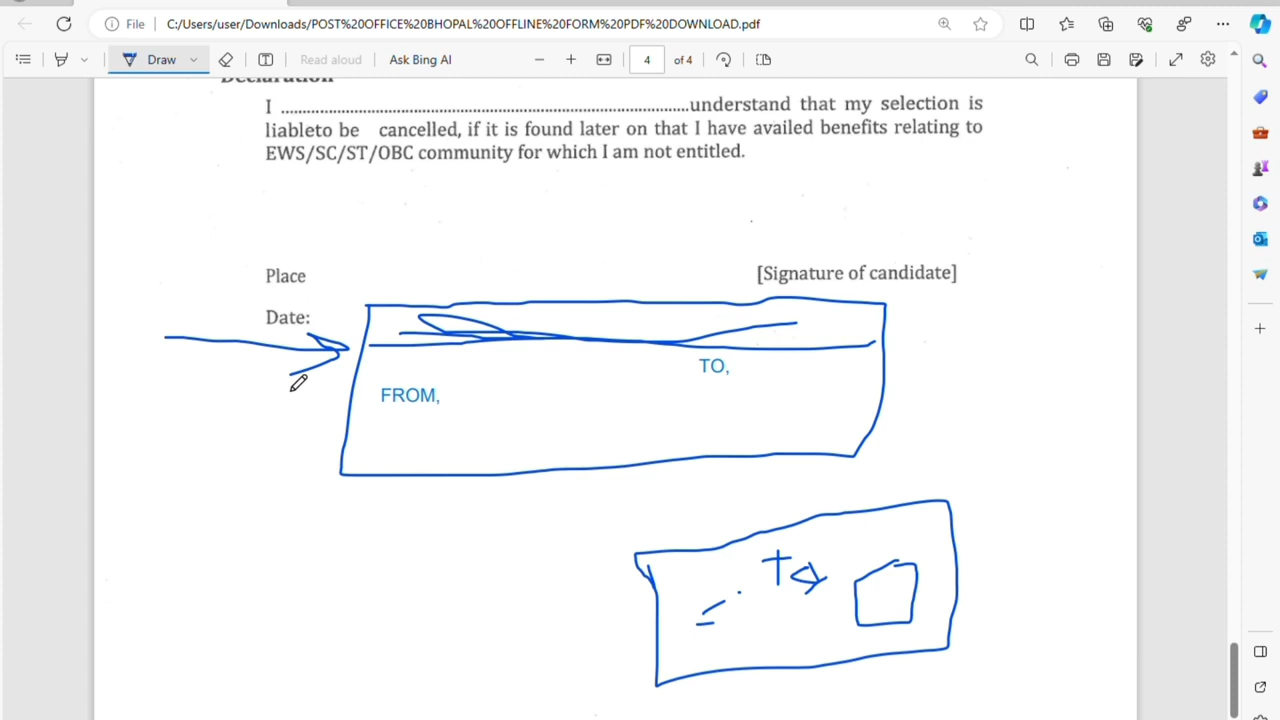 File C:/Users/user/Downloads/POST%20OFFICE%20BHOPAL%20OFFLINE%20FORM%20PDF%20DOWNLOAD.pdf
Draw Read aloud Ask Bing AI 4 of 4
Declaration
I ..........................................................................................understand that my selection is
liableto be cancelled, if it is found later on that I have availed benefits relating to
EWS/SC/ST/OBC community for which I am not entitled.
Place [Signature of candidate]
Date:
TO,
FROM,